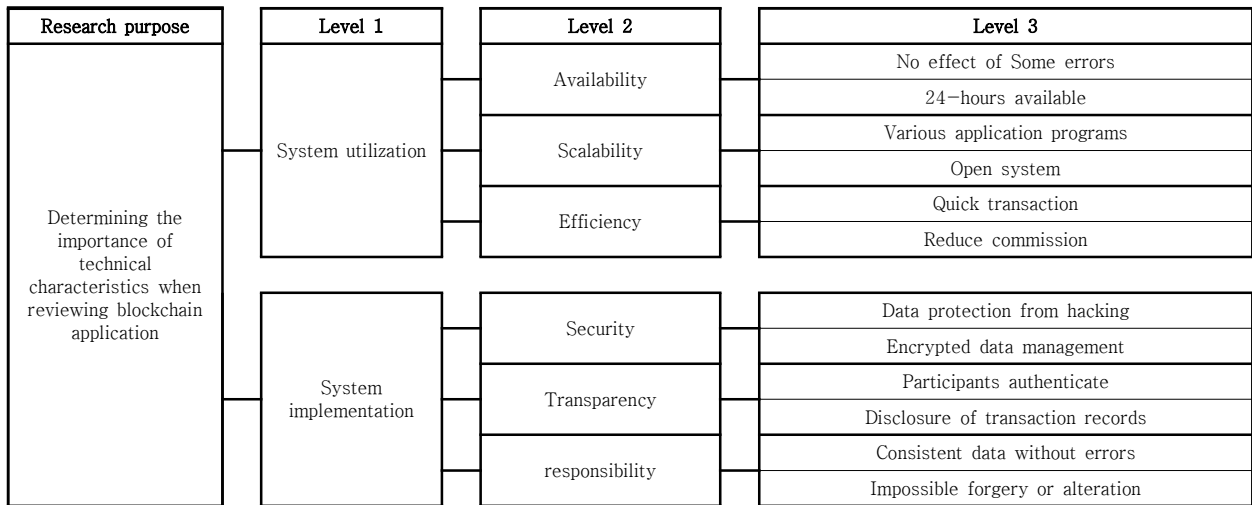 Research purpose
Level 1
Level 2
Level 3
Determining the
importance of
technical
characteristics when
reviewing blockchain
application
System utilization
Availability
No effect of Some errors
24-hours available
Scalability
Various application programs
Open system
Efficiency
Quick transaction
Reduce commission
System
implementation
Security
Data protection from hacking
Encrypted data management
Transparency
Participants authenticate
Disclosure of transaction records
responsibility
Consistent data without errors
Impossible forgery or alteration